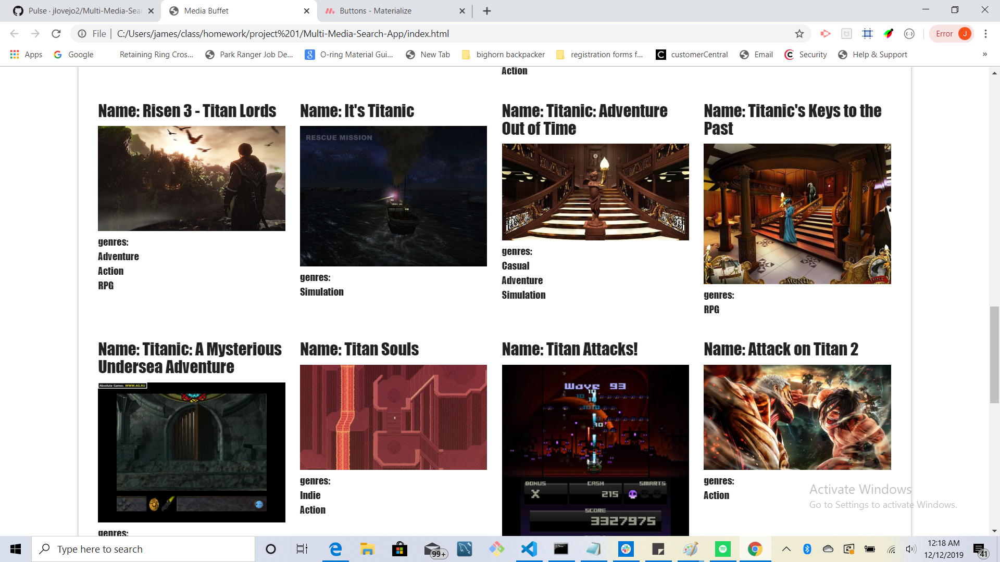 Pulse · jlovejo2/Multi-Media-Sear
Media Buffet
Buttons - Materialize
File
C:/Users/james/class/homework/project%201/Multi-Media-Search-App/index.html
Error
J
Apps
Google
Retaining Ring Cros...
Park Ranger Job De...
O-ring Material Gui...
New Tab
bighorn backpacker
registration forms f...
customerCentral
Email
Security
Help & Support
»
Action
Name: Risen 3 - Titan Lords
genres:
Adventure
Action
RPG
Name: It's Titanic
RESCUE MISSION
genres:
Simulation
Name: Titanic: Adventure
Out of Time
genres:
Casual
Adventure
Simulation
Name: Titanic's Keys to the
Past
MENU
HINT
genres:
RPG
Name: Titanic: A Mysterious
Undersea Adventure
Absolute Games. WWW.AG.RU
genres:
Name: Titan Souls
genres:
Indie
Action
Name: Titan Attacks!
Wave 93
10
10
10
BONUS
CASH
SMARTS
X
215
SCORE
3327975
Name: Attack on Titan 2
genres:
Action
Activate Windows
Go to Settings to activate Windows.
Type here to search
99+
12:18 AM
12/12/2019
41